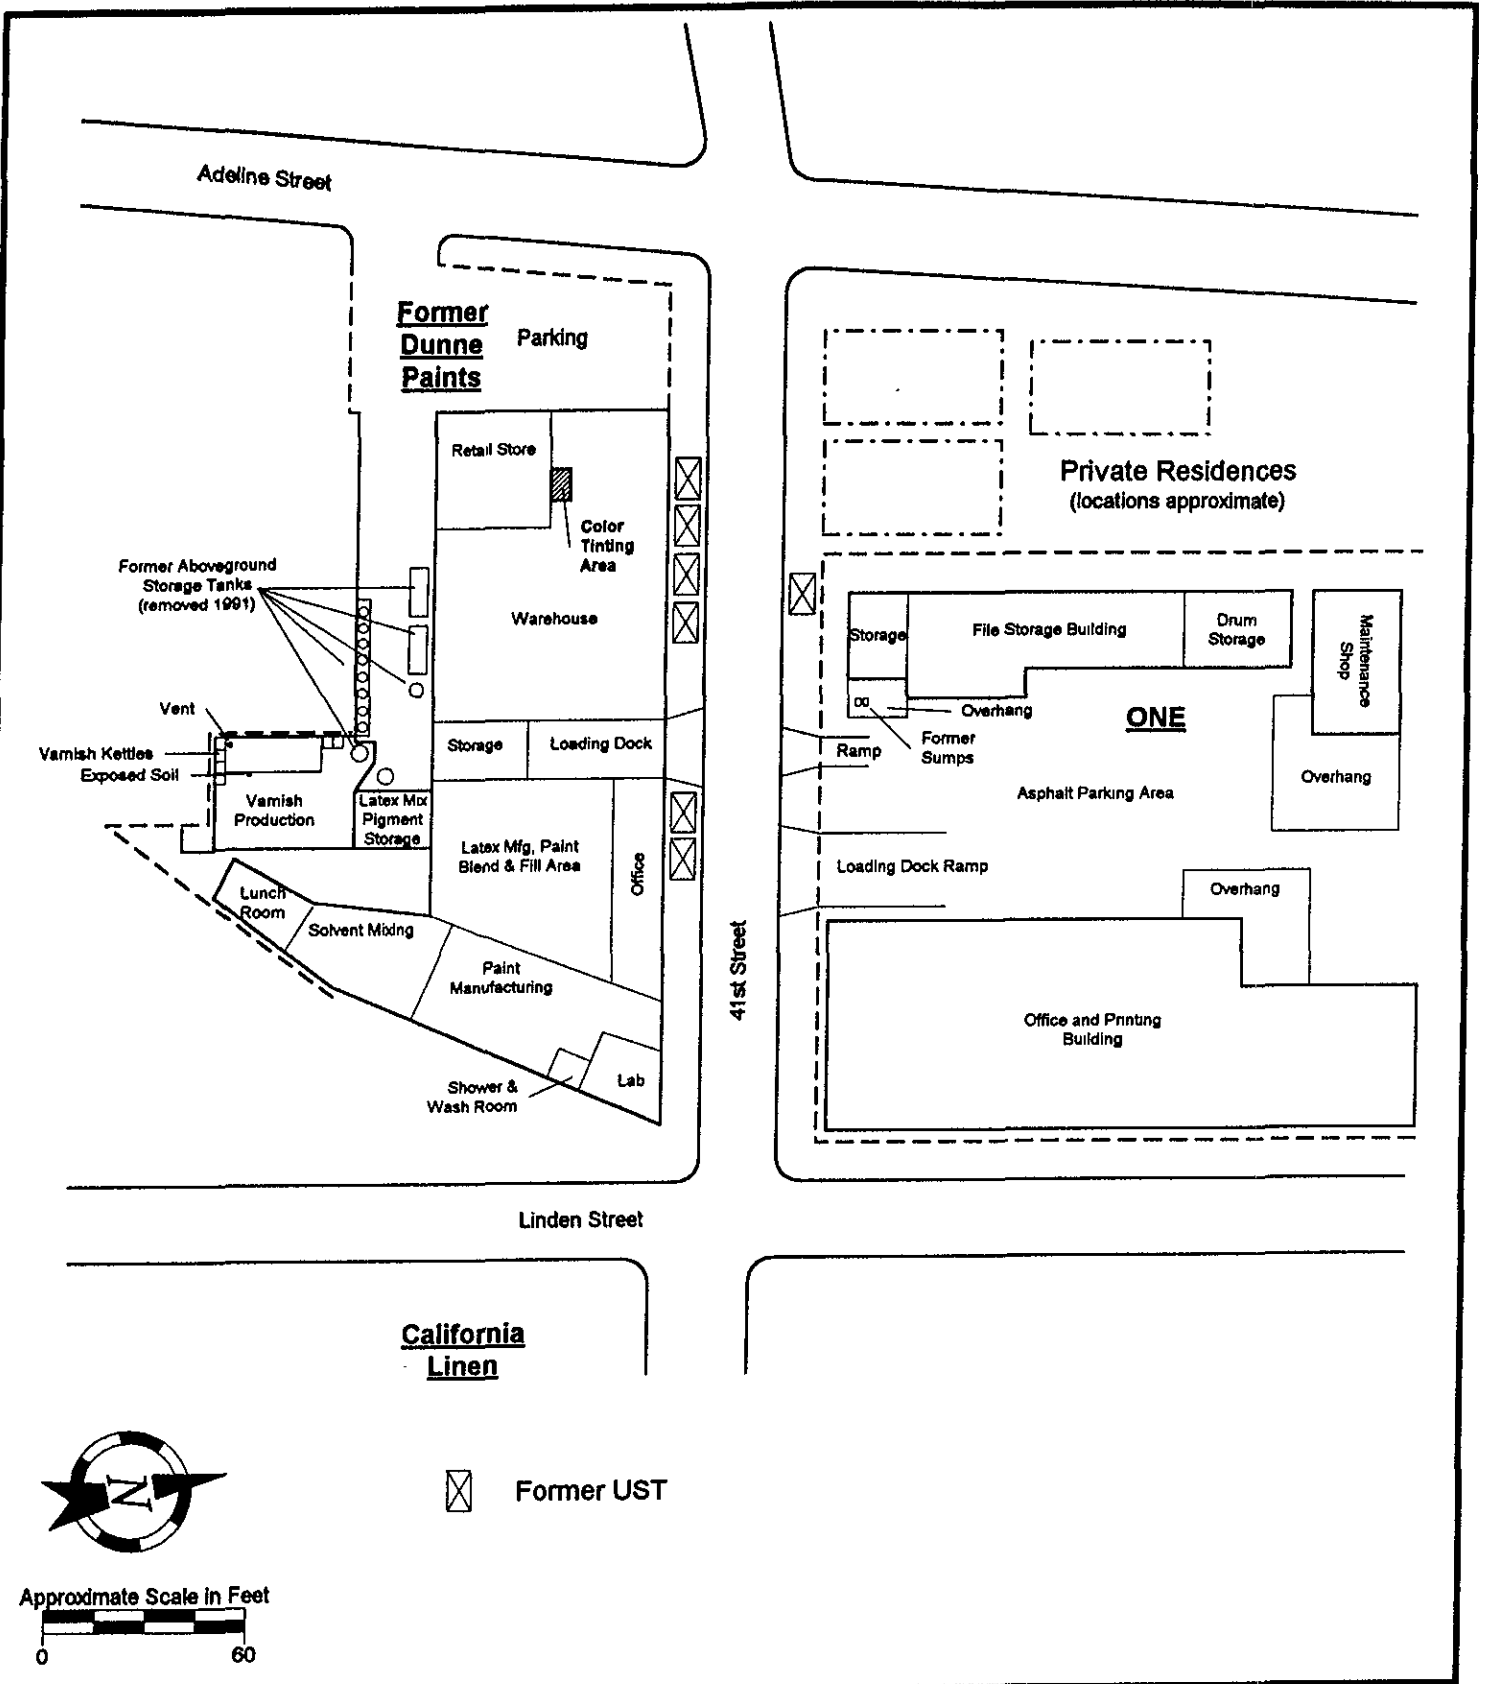 Adeline Street
Former
Dunne
Paints
Parking
Retail Store
Color
Tinting
Area
Private Residences
(locations approximate)
Former Aboveground
Storage Tanks
(removed 1991)
Warehouse
Storage
File Storage Building
Drum
Storage
Maintenance
Shop
Overhang
Former
Sumps
ONE
Vent
Varnish Kettles
Exposed Soil
Storage
Loading Dock
Ramp
Overhang
Asphalt Parking Area
Varnish
Production
Latex Mix
Pigment
Storage
Latex Mfg, Paint
Blend & Fill Area
Office
Loading Dock Ramp
Overhang
Lunch
Room
Solvent Mixing
Paint
Manufacturing
41st Street
Office and Printing
Building
Shower &
Wash Room
Lab
Linden Street
California
Linen
N
Former UST
Approximate Scale in Feet
0
60